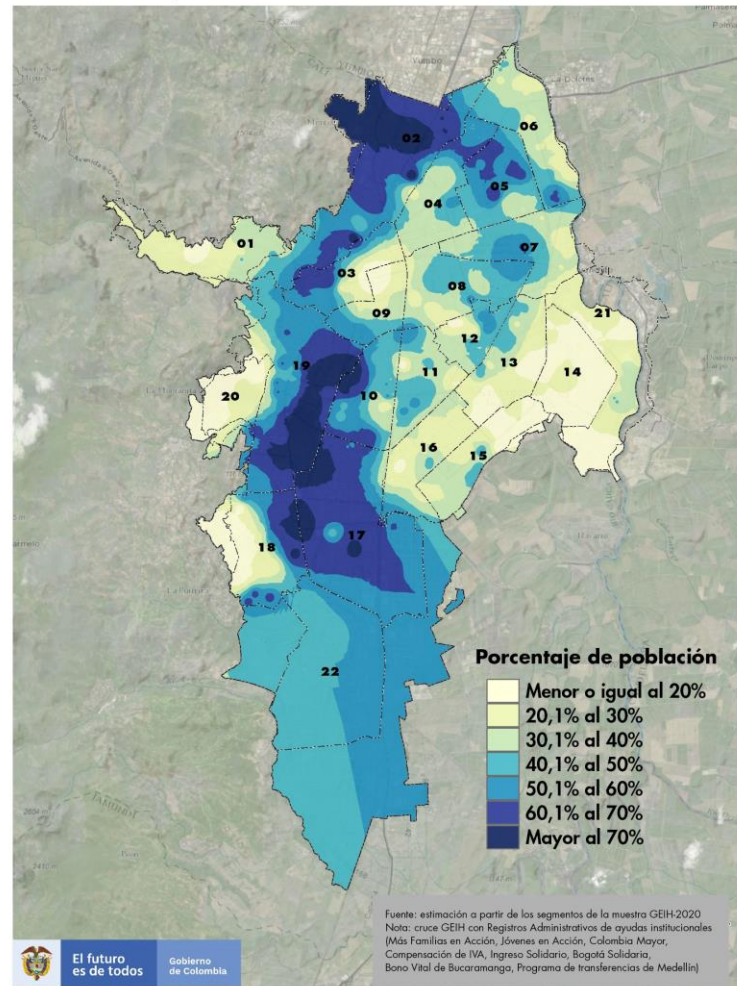 Yumbo
02
06
05
04
01
07
03
08
09
21
12
19
13
11
14
10
20
16
15
17
18
22
Porcentaje de población
Menor o igual al 20%
20,1% al 30%
30,1% al 40%
40,1% al 50%
50,1% al 60%
60,1% al 70%
Mayor al 70%
Fuente: estimación a partir de los segmentos de la muestra GEIH-2020
Nota: cruce GEIH con Registros Administrativos de ayudas institucionales
(Más Familias en Acción, Jóvenes en Acción, Colombia Mayor,
Compensación de IVA, Ingreso Solidario, Bogotá Solidaria,
Bono Vital de Bucaramanga, Programa de transferencias de Medellín)
El futuro
es de todos
Gobierno
de Colombia